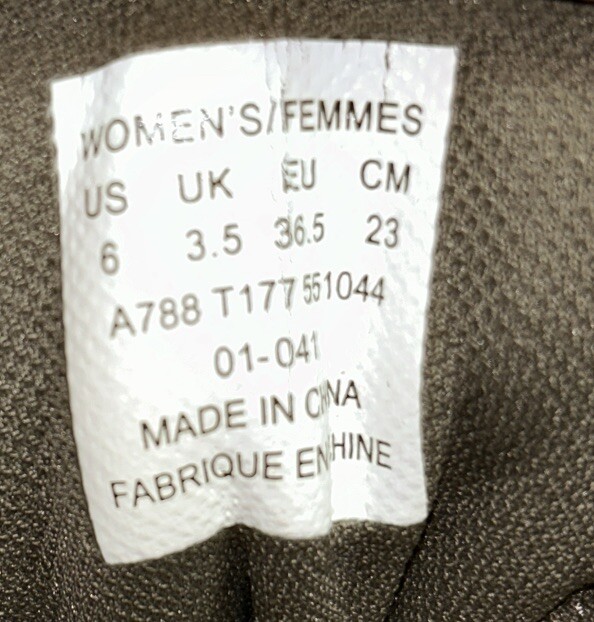 WOMEN'S/FEMMES
US UK EU CM
6 3.5 36.5 23
A788 T177 551044
01-041
MADE IN CHINA
FABRIQUE EN CHINE